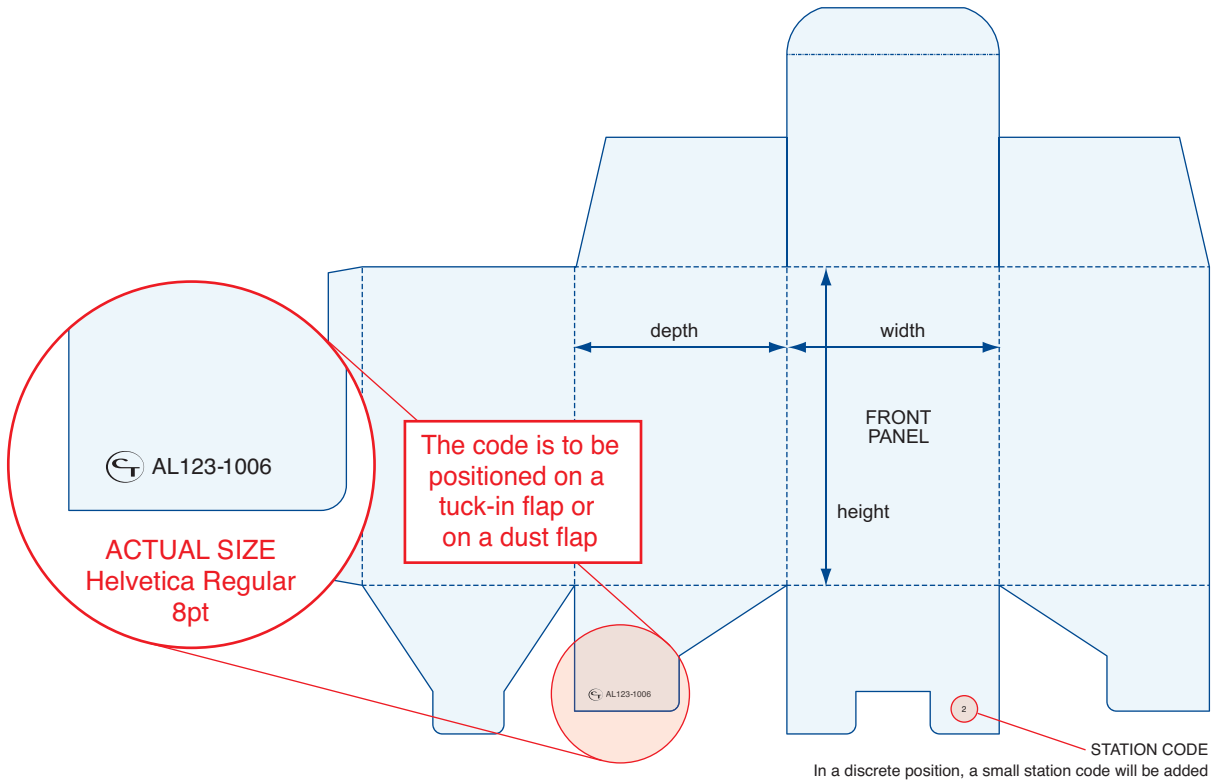 depth
width
FRONT
PANEL
height
The code is to be
positioned on a
tuck-in flap or
on a dust flap
CT AL123-1006
ACTUAL SIZE
Helvetica Regular
8pt
CT AL123-1006
2
STATION CODE
In a discrete position, a small station code will be added